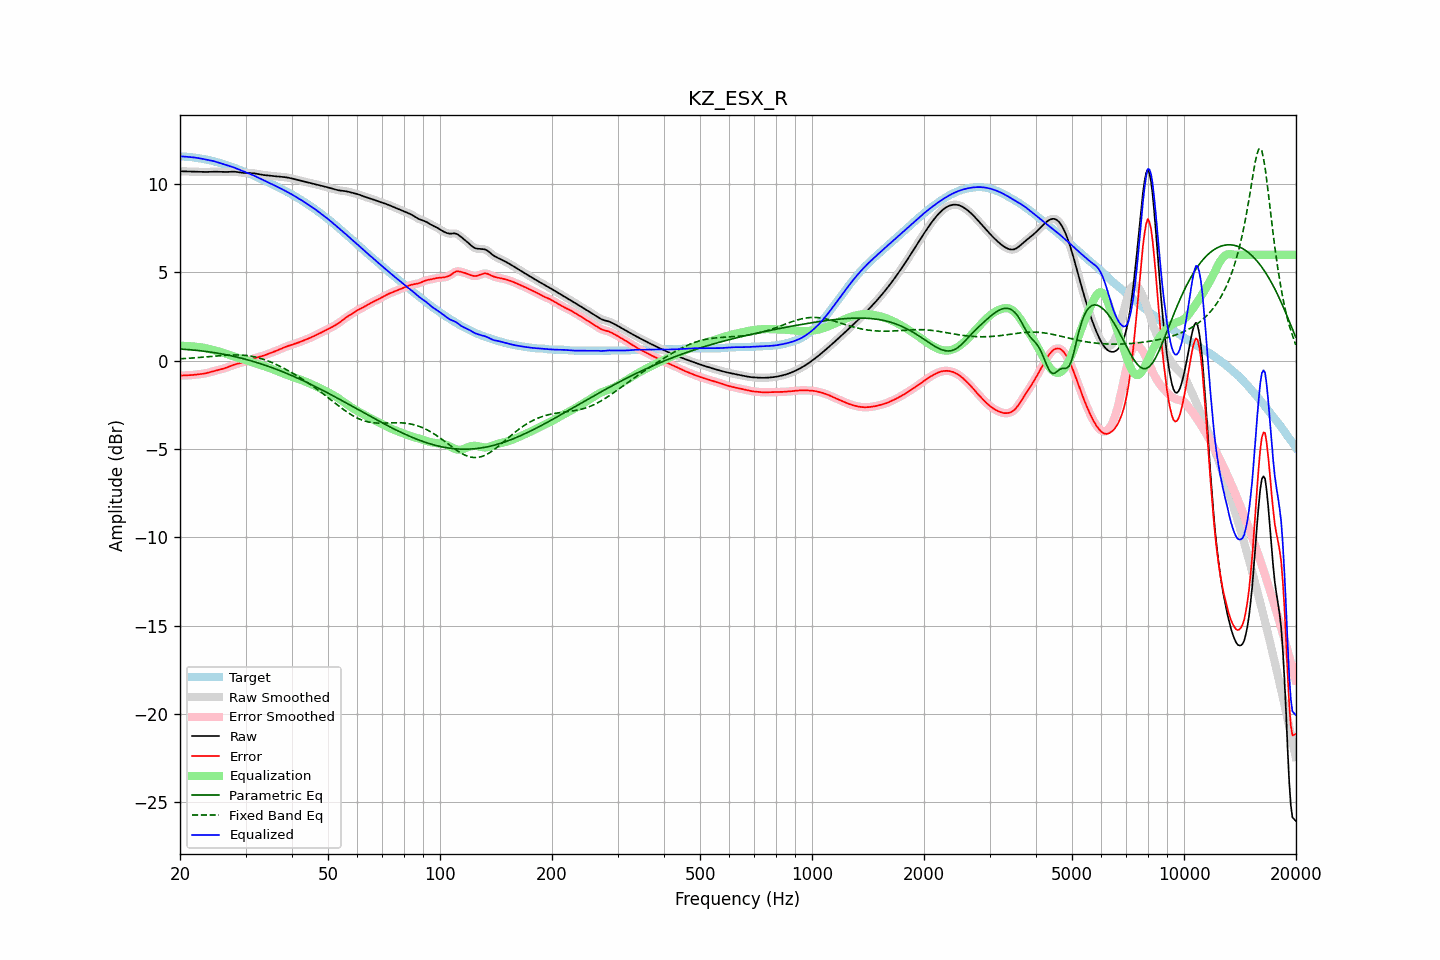 KZ_ESX_R
Amplitude (dBr)
10
5
0
−5
−10
−15
−20
−25
Target
Raw Smoothed
Error Smoothed
Raw
Error
Equalization
Parametric Eq
Fixed Band Eq
Equalized
20 50 100 200 500 1000 2000 5000 10000 20000
Frequency (Hz)